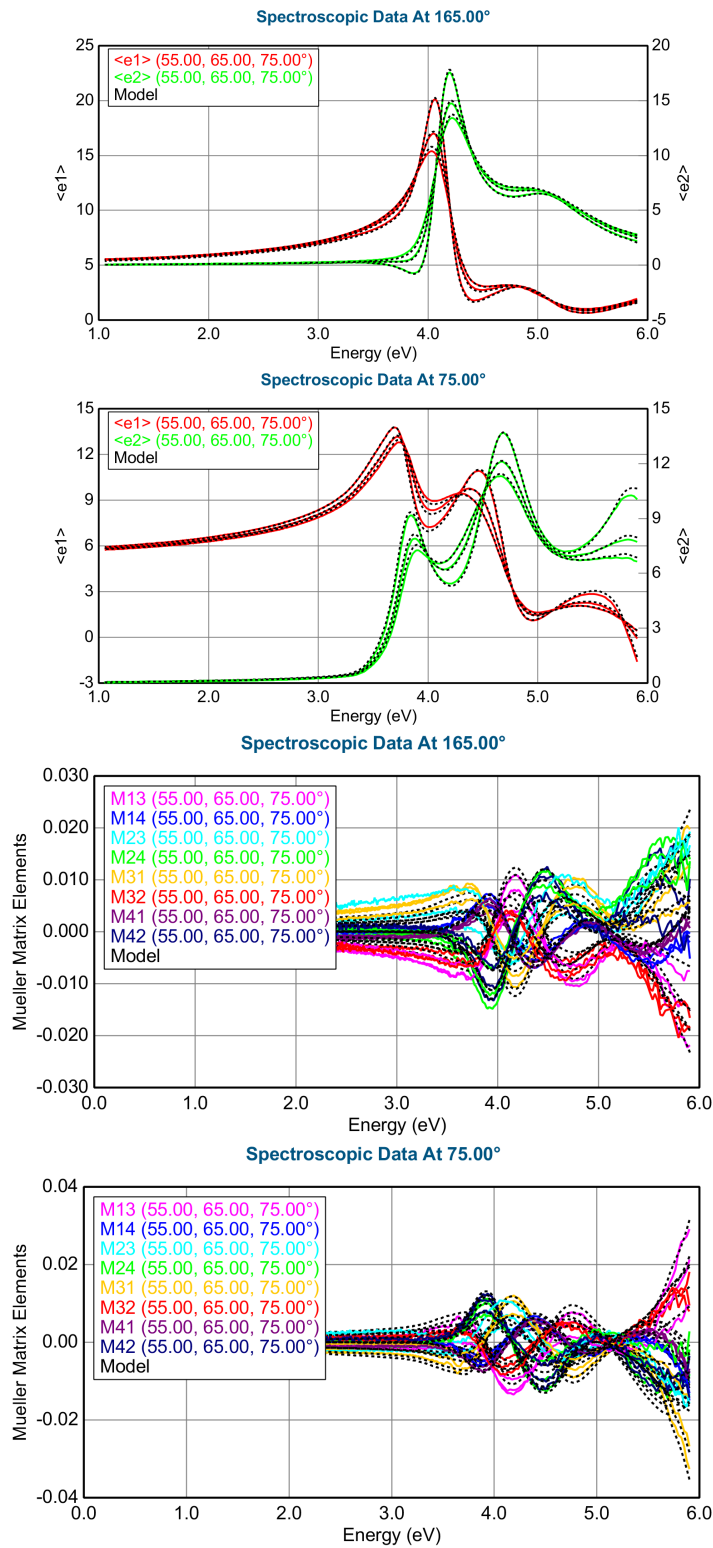 Spectroscopic Data At 165.00°
25
20
15
10
5
0
<e1>
<e1> (55.00, 65.00, 75.00°)
<e2> (55.00, 65.00, 75.00°)
Model
20
15
10
5
0
-5
<e2>
1.0 2.0 3.0 4.0 5.0 6.0
Energy (eV)
Spectroscopic Data At 75.00°
15
12
9
6
3
0
-3
<e1>
<e1> (55.00, 65.00, 75.00°)
<e2> (55.00, 65.00, 75.00°)
Model
15
12
9
6
3
0
<e2>
1.0 2.0 3.0 4.0 5.0 6.0
Energy (eV)
Spectroscopic Data At 165.00°
0.030
0.020
0.010
0.000
-0.010
-0.020
-0.030
Mueller Matrix Elements
M13 (55.00, 65.00, 75.00°)
M14 (55.00, 65.00, 75.00°)
M23 (55.00, 65.00, 75.00°)
M24 (55.00, 65.00, 75.00°)
M31 (55.00, 65.00, 75.00°)
M32 (55.00, 65.00, 75.00°)
M41 (55.00, 65.00, 75.00°)
M42 (55.00, 65.00, 75.00°)
Model
0.0 1.0 2.0 3.0 4.0 5.0 6.0
Energy (eV)
Spectroscopic Data At 75.00°
0.04
0.02
0.00
-0.02
-0.04
Mueller Matrix Elements
M13 (55.00, 65.00, 75.00°)
M14 (55.00, 65.00, 75.00°)
M23 (55.00, 65.00, 75.00°)
M24 (55.00, 65.00, 75.00°)
M31 (55.00, 65.00, 75.00°)
M32 (55.00, 65.00, 75.00°)
M41 (55.00, 65.00, 75.00°)
M42 (55.00, 65.00, 75.00°)
Model
0.0 1.0 2.0 3.0 4.0 5.0 6.0
Energy (eV)